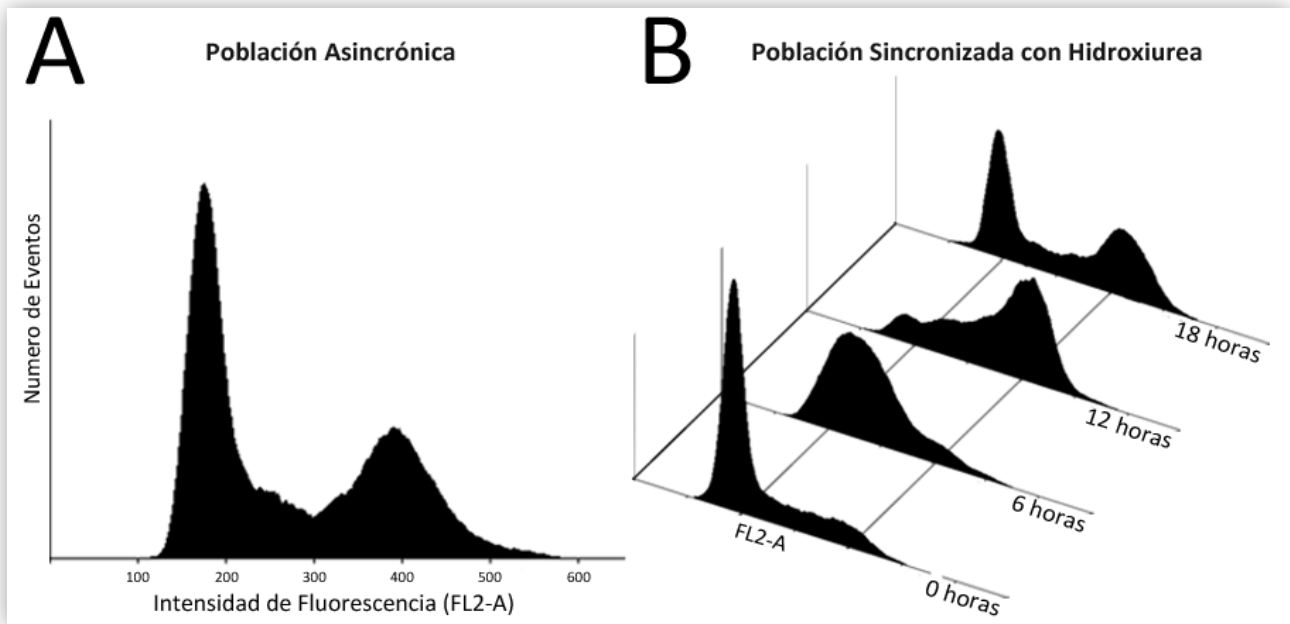 A
Población Asincrónica
Numero de Eventos
100 200 300 400 500 600
Intensidad de Fluorescencia (FL2-A)
B
Población Sincronizada con Hidroxiurea
18 horas
12 horas
6 horas
FL2-A
0 horas